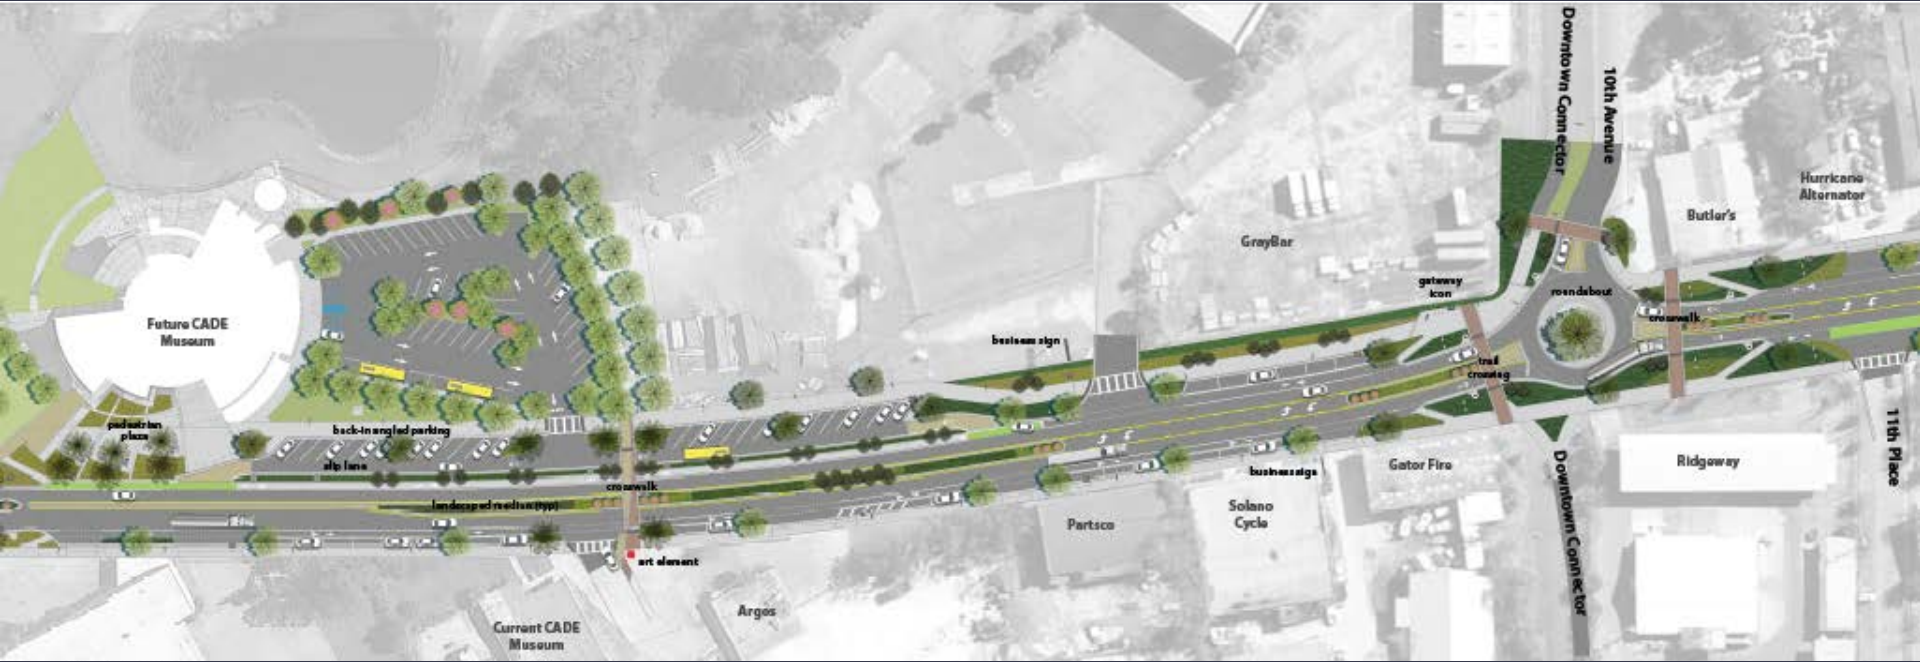 Downtown Connector
10th Avenue
Hurricane
Alternator
Butler's
GrayBar
gateway
icon
roundabout
crosswalk
Future CADE
Museum
business sign
trail
crossing
pedestrian
plaza
back-in angled parking
slip lane
crosswalk
landscaped median (typ)
business sign
Gator Fire
Ridgeway
11th Place
Downtown Connector
Partsco
Solano
Cycle
art element
Argos
Current CADE
Museum